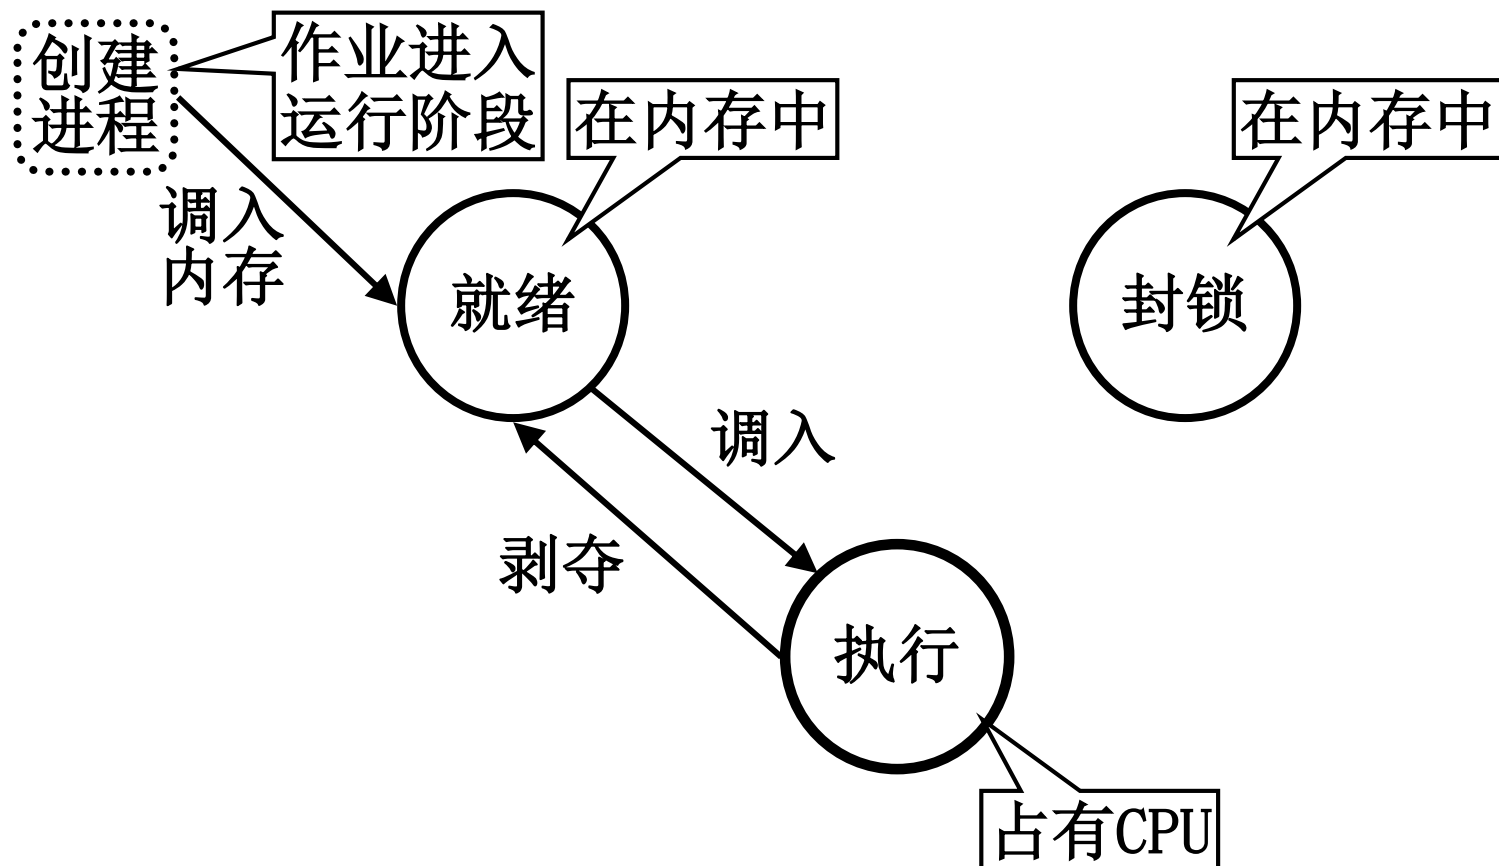 创建
进程
作业进入
运行阶段
在内存中
在内存中
调入
内存
就绪
封锁
调入
剥夺
执行
占有CPU